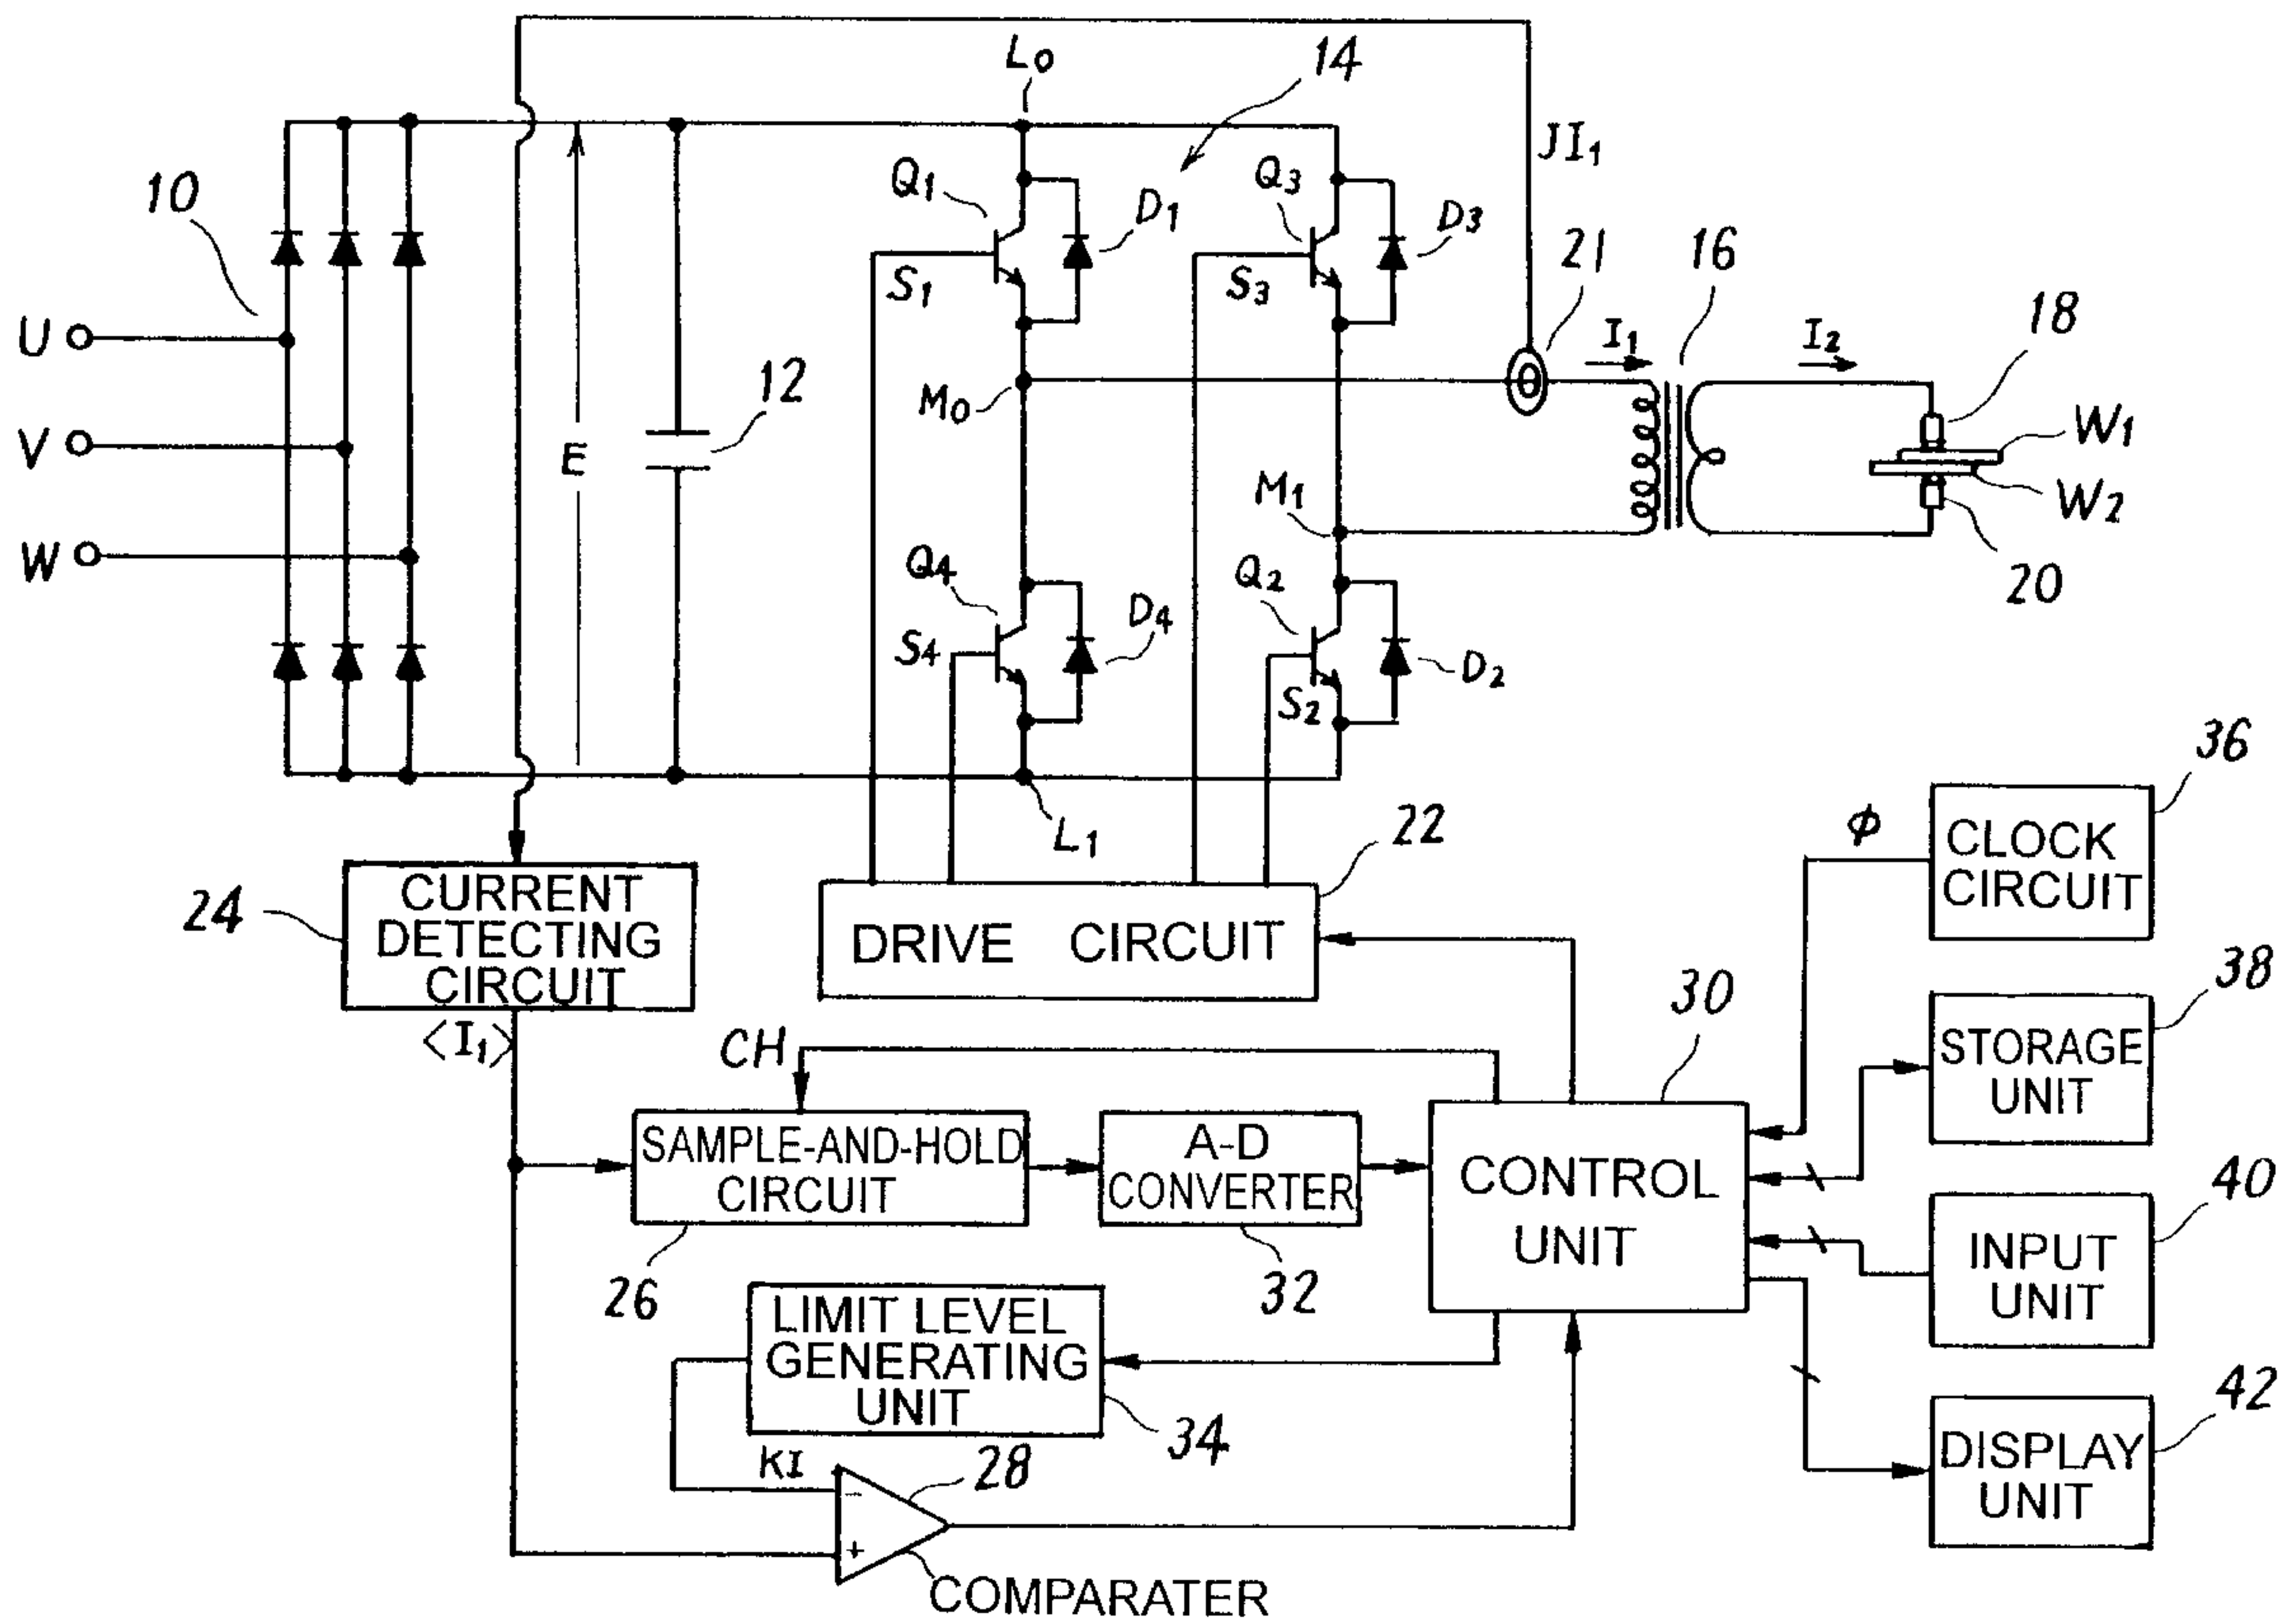 L0
14
JI1
10
Q1
D1
Q3
D3
21
16
S1
S3
U
I1
I2
18
12
M0
W1
V
E
M1
W2
W
Q4
Q2
20
D4
S4
D2
S2
36
L1
22
Φ
CLOCK
CIRCUIT
24
CURRENT
DETECTING
CIRCUIT
DRIVE CIRCUIT
38
30
<I1>
CH
STORAGE
UNIT
SAMPLE-AND-HOLD
CIRCUIT
A-D
CONVERTER
CONTROL
UNIT
40
26
32
INPUT
UNIT
LIMIT LEVEL
GENERATING
UNIT
42
34
KI
28
DISPLAY
UNIT
-
+
COMPARATER